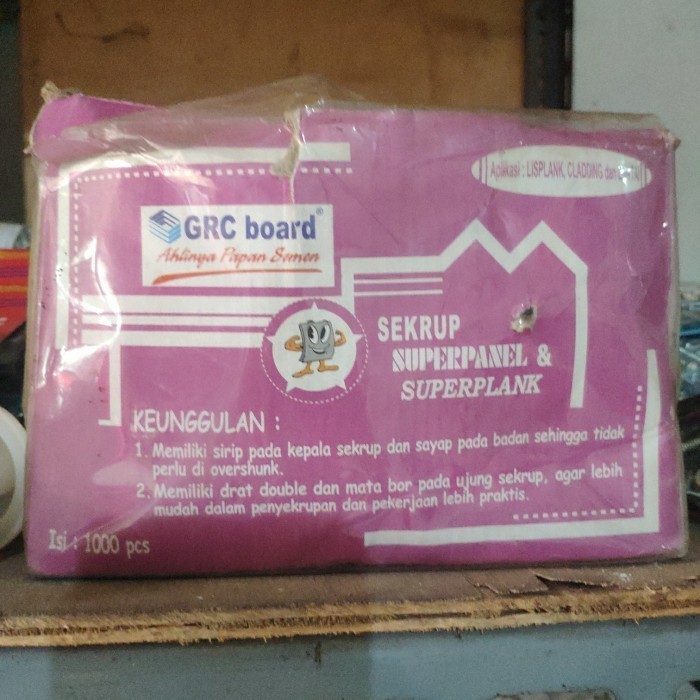 Aplikasi : LISPLANK, CLADDING dan
GRC board®
Ahlinya Papan Semen
SEKRUP
SUPERPANEL &
SUPERPLANK
KEUNGGULAN :
1. Memiliki sirip pada kepala sekrup dan sayap pada badan sehingga tidak
perlu di overshunk.
2. Memiliki drat double dan mata bor pada ujung sekrup, agar lebih
mudah dalam penyekrupan dan pekerjaan lebih praktis.
Isi : 1000 pcs